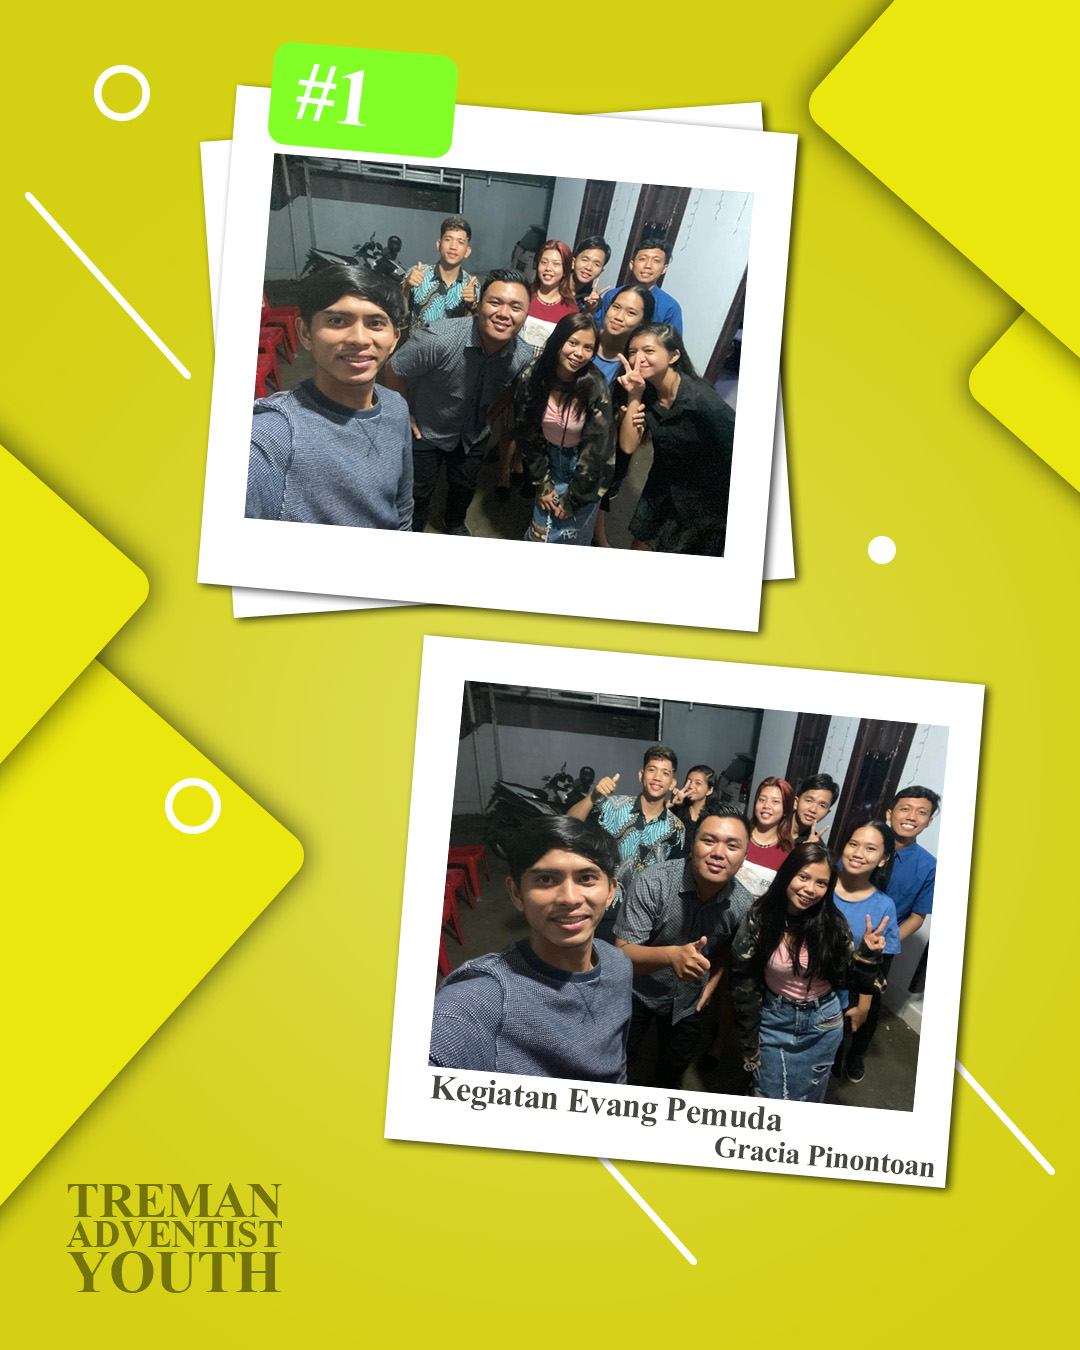 #1
Kegiatan Evang Pemuda
Gracia Pinontoan
TREMAN
ADVENTIST
YOUTH